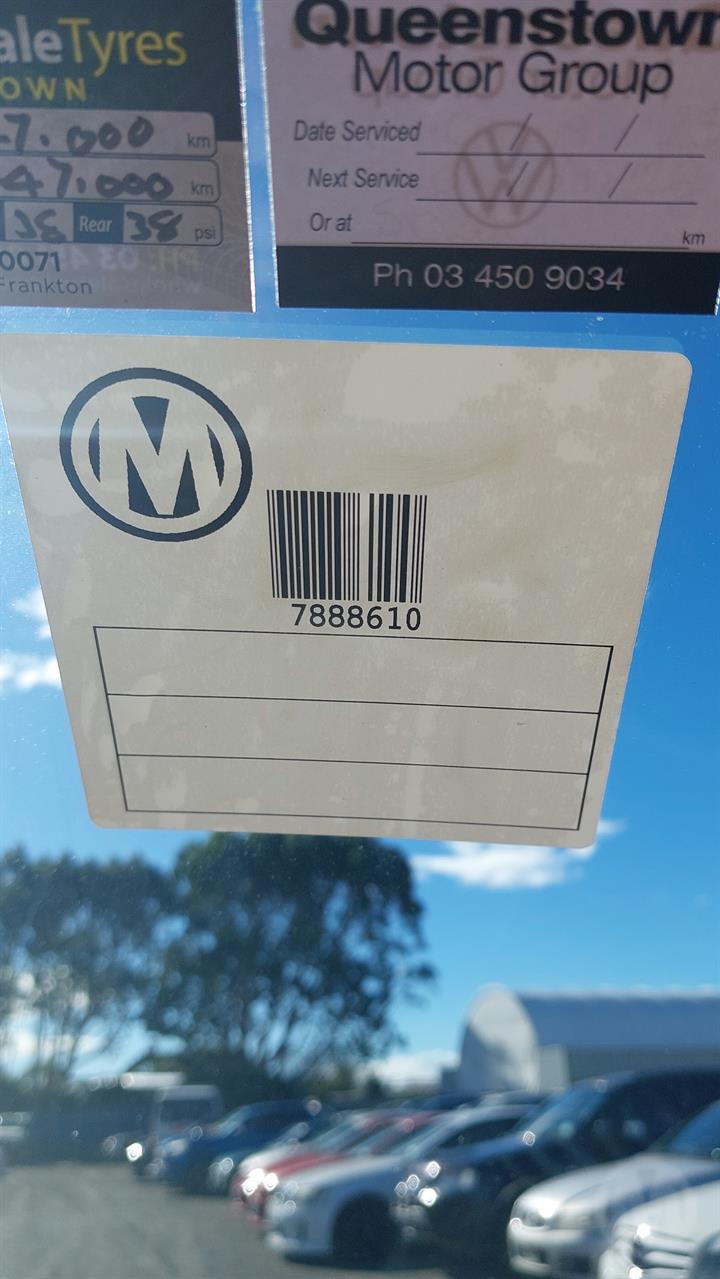 aleTyres
OWN
7.000 km
47.000 km
38 Rear 38 psi
0071
Frankton
Queenstown
Motor Group
Date Serviced / /
Next Service / /
Or at km
Ph 03 450 9034
M
7888610